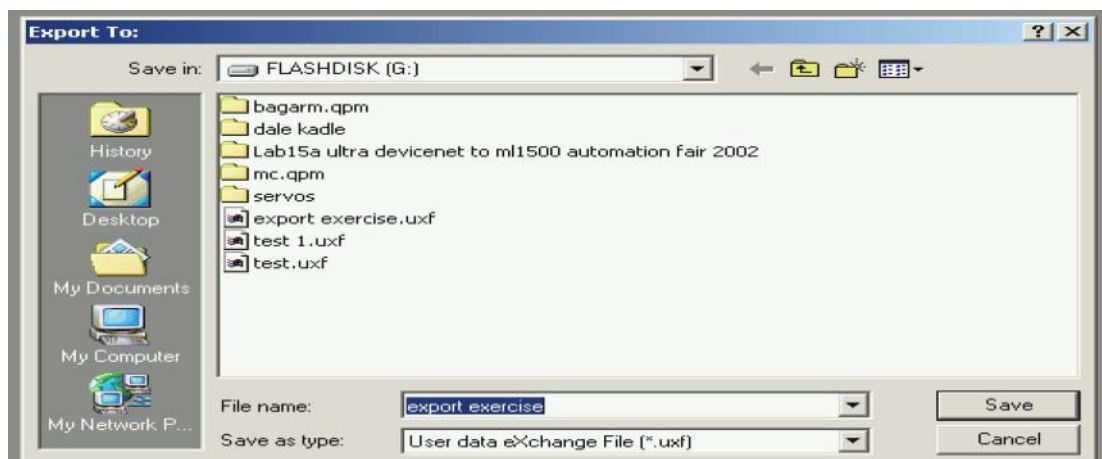 Export To:
Save in: FLASHDISK (G:)
History
Desktop
My Documents
My Computer
My Network P...
bagarm.qpm
dale kadle
Lab15a ultra devicenet to ml1500 automation fair 2002
mc.qpm
servos
export exercise.uxf
test 1.uxf
test.uxf
File name: export exercise Save
Save as type: User data eXchange File (*.uxf) Cancel